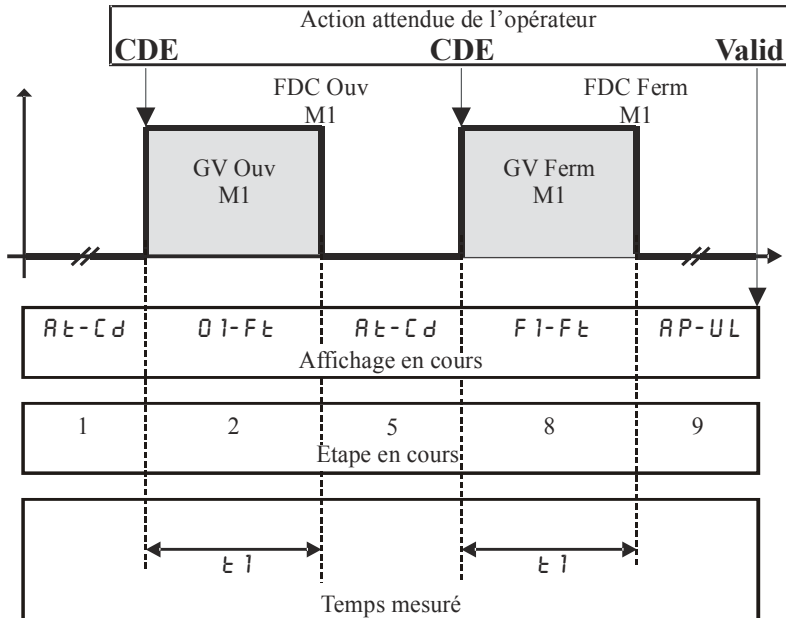 Action attendue de l’opérateur
CDE CDE Valid
FDC Ouv
M1
FDC Ferm
M1
GV Ouv
M1
GV Ferm
M1
At-Cd O1-Ft At-Cd F1-Ft AP-UL
Affichage en cours
1 2 5 8 9
Etape en cours
t1 t1
Temps mesuré